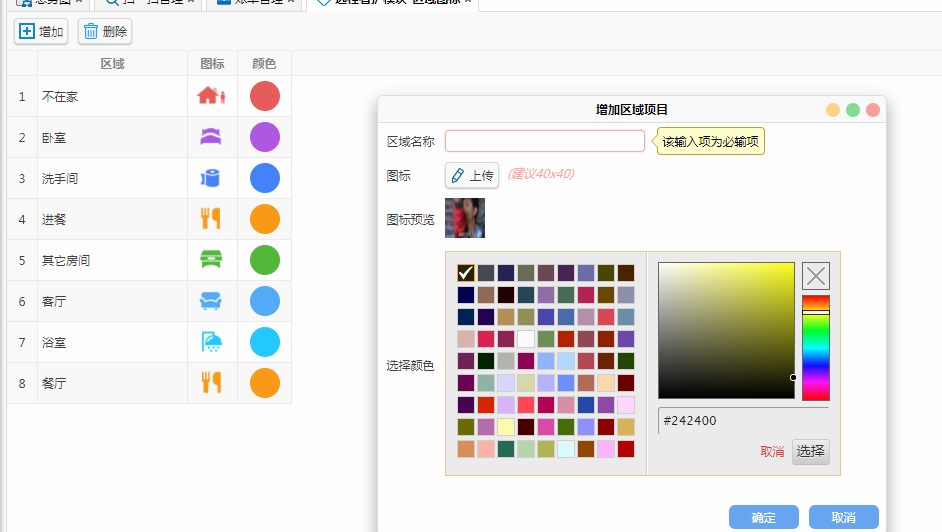 增加 删除
区域 图标 颜色
1 不在家
2 卧室
3 洗手间
4 进餐
5 其它房间
6 客厅
7 浴室
8 餐厅
增加区域项目
区域名称 该输入项为必输项
图标 上传 (建议40x40)
图标预览
选择颜色
#242400
取消 选择
确定 取消